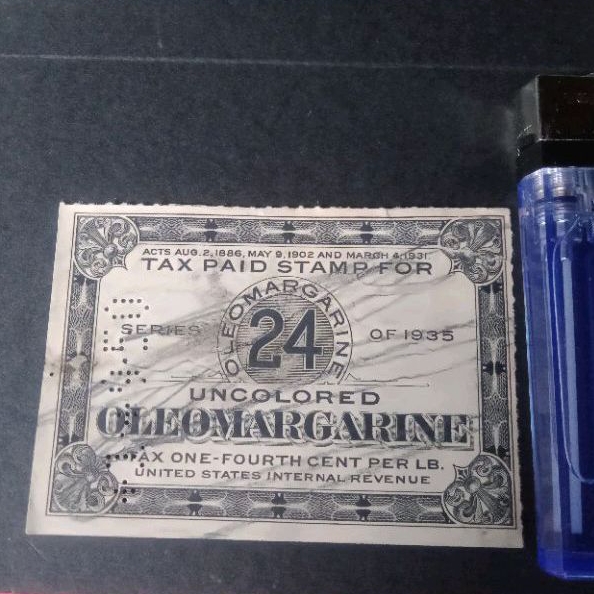 ACTS AUG. 2, 1886, MAY 9, 1902 AND MARCH 4, 1931.
TAX PAID STAMP FOR
OLEOMARGARINE
SERIES 24 OF 1935
UNCOLORED
OLEOMARGARINE
TAX ONE-FOURTH CENT PER LB.
UNITED STATES INTERNAL REVENUE